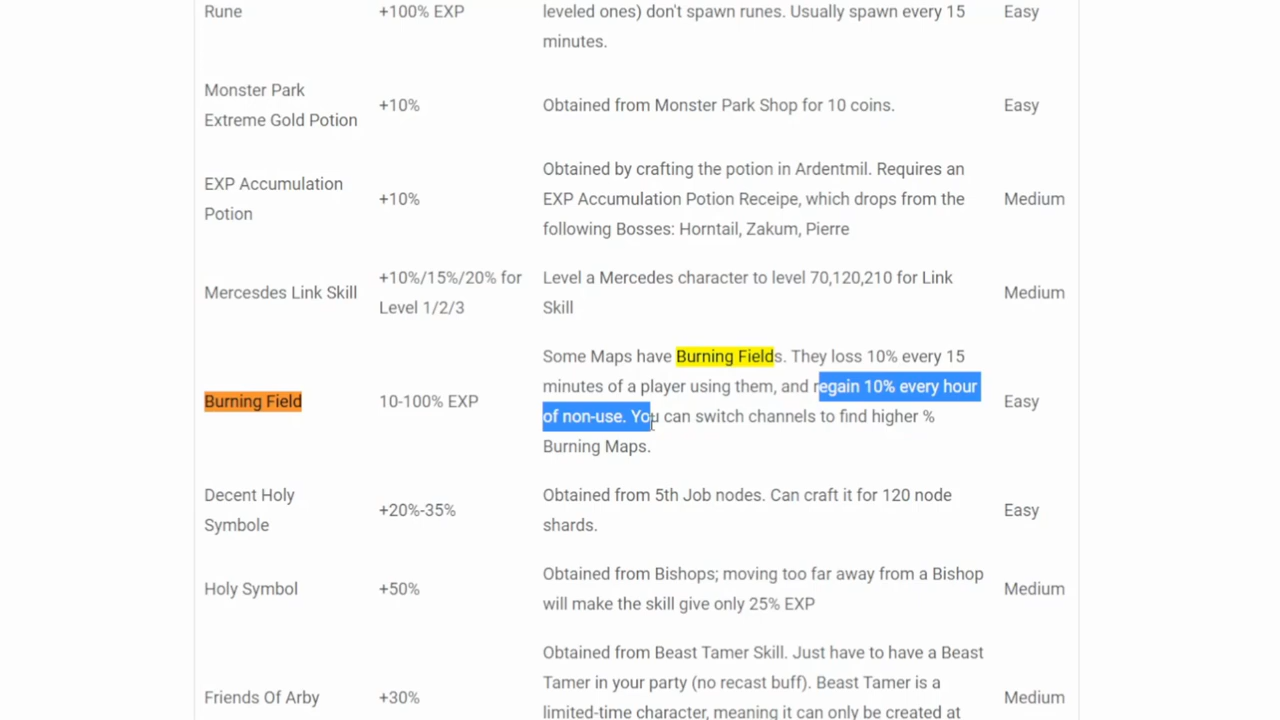 Rune
+100% EXP
leveled ones) don't spawn runes. Usually spawn every 15
minutes.
Easy
Monster Park
Extreme Gold Potion
+10%
Obtained from Monster Park Shop for 10 coins.
Easy
EXP Accumulation
Potion
+10%
Obtained by crafting the potion in Ardentmil. Requires an
EXP Accumulation Potion Receipe, which drops from the
following Bosses: Horntail, Zakum, Pierre
Medium
Mercesdes Link Skill
+10%/15%/20% for
Level 1/2/3
Level a Mercedes character to level 70,120,210 for Link
Skill
Medium
Burning Field
10-100% EXP
Some Maps have Burning Fields. They loss 10% every 15
minutes of a player using them, and regain 10% every hour
of non-use. You can switch channels to find higher %
Burning Maps.
Easy
Decent Holy
Symbole
+20%-35%
Obtained from 5th Job nodes. Can craft it for 120 node
shards.
Easy
Holy Symbol
+50%
Obtained from Bishops; moving too far away from a Bishop
will make the skill give only 25% EXP
Medium
Friends Of Arby
+30%
Obtained from Beast Tamer Skill. Just have to have a Beast
Tamer in your party (no recast buff). Beast Tamer is a
limited-time character, meaning it can only be created at
Medium